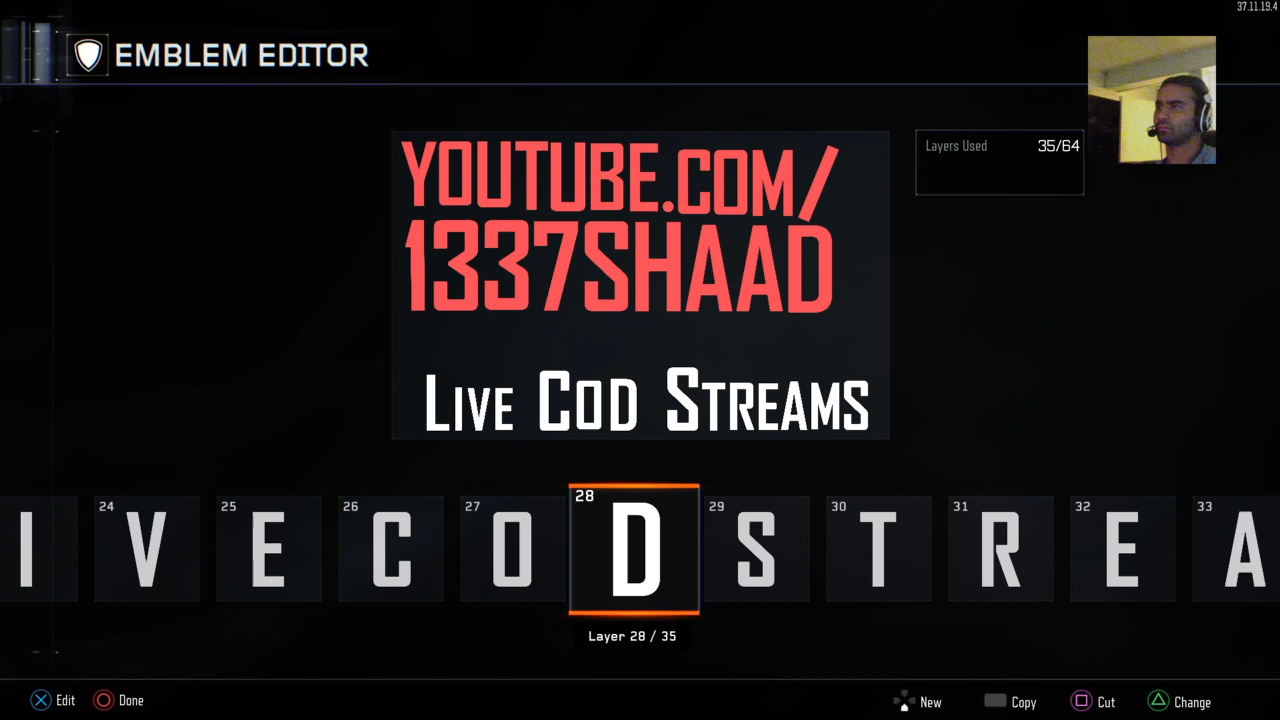 37.11.19.4
EMBLEM EDITOR
YOUTUBE.COM/
1337SHAAD
LIVE COD STREAMS
Layers Used 35/64
I 24 V 25 E 26 C 27 O 28 D 29 S 30 T 31 R 32 E 33 A
Layer 28 / 35
Edit Done New Copy Cut Change